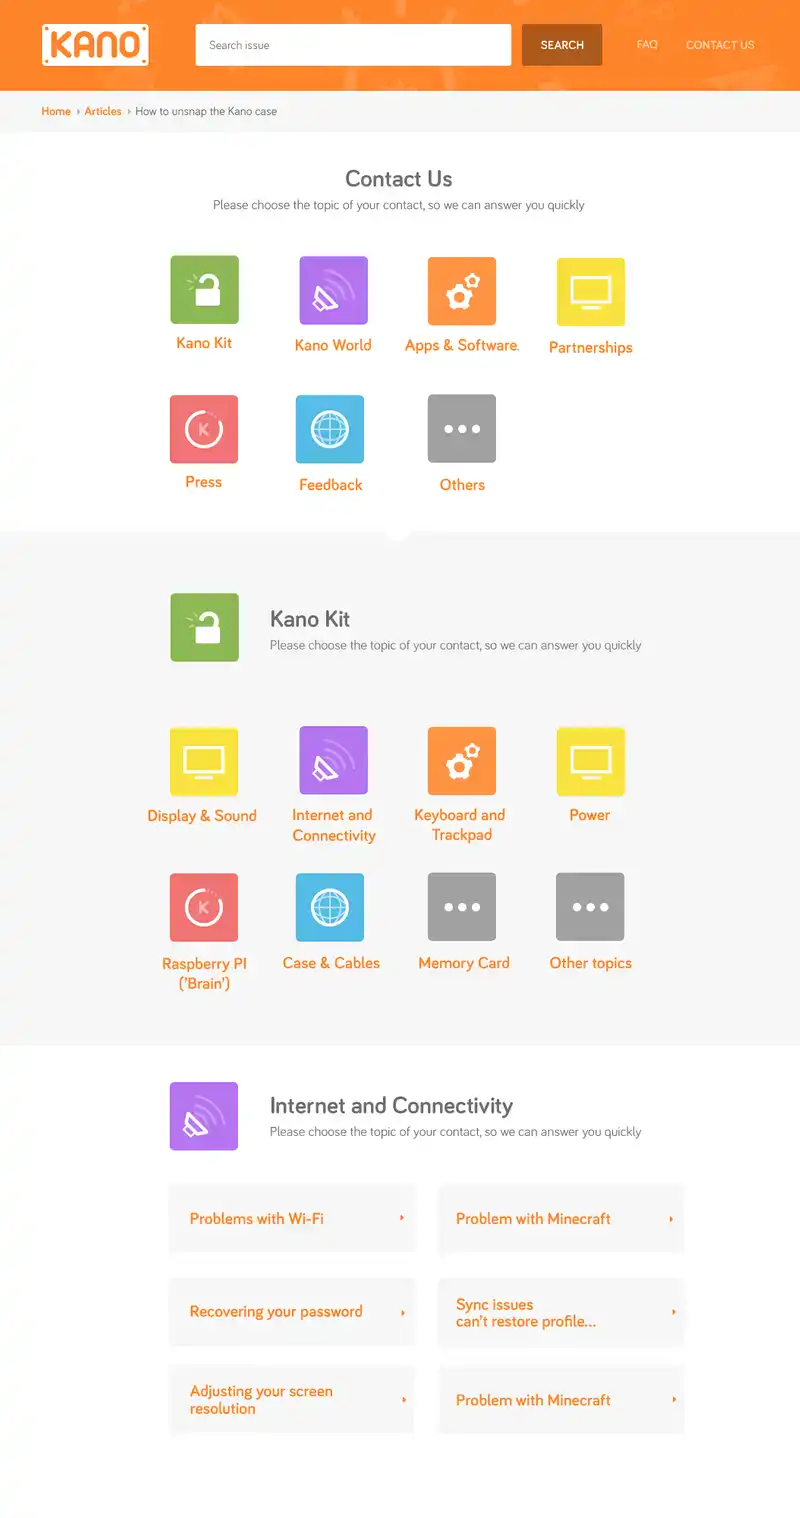 KANO
Search issue
SEARCH
FAQ
CONTACT US
Home
Articles
How to unsnap the Kano case
Contact Us
Please choose the topic of your contact, so we can answer you quickly
Kano Kit
Kano World
Apps & Software.
Partnerships
K
Press
Feedback
Others
Kano Kit
Please choose the topic of your contact, so we can answer you quickly
Display & Sound
Internet and
Connectivity
Keyboard and
Trackpad
Power
K
Raspberry PI
('Brain')
Case & Cables
Memory Card
Other topics
Internet and Connectivity
Please choose the topic of your contact, so we can answer you quickly
Problems with Wi-Fi
Problem with Minecraft
Recovering your password
Sync issues
can't restore profile...
Adjusting your screen
resolution
Problem with Minecraft